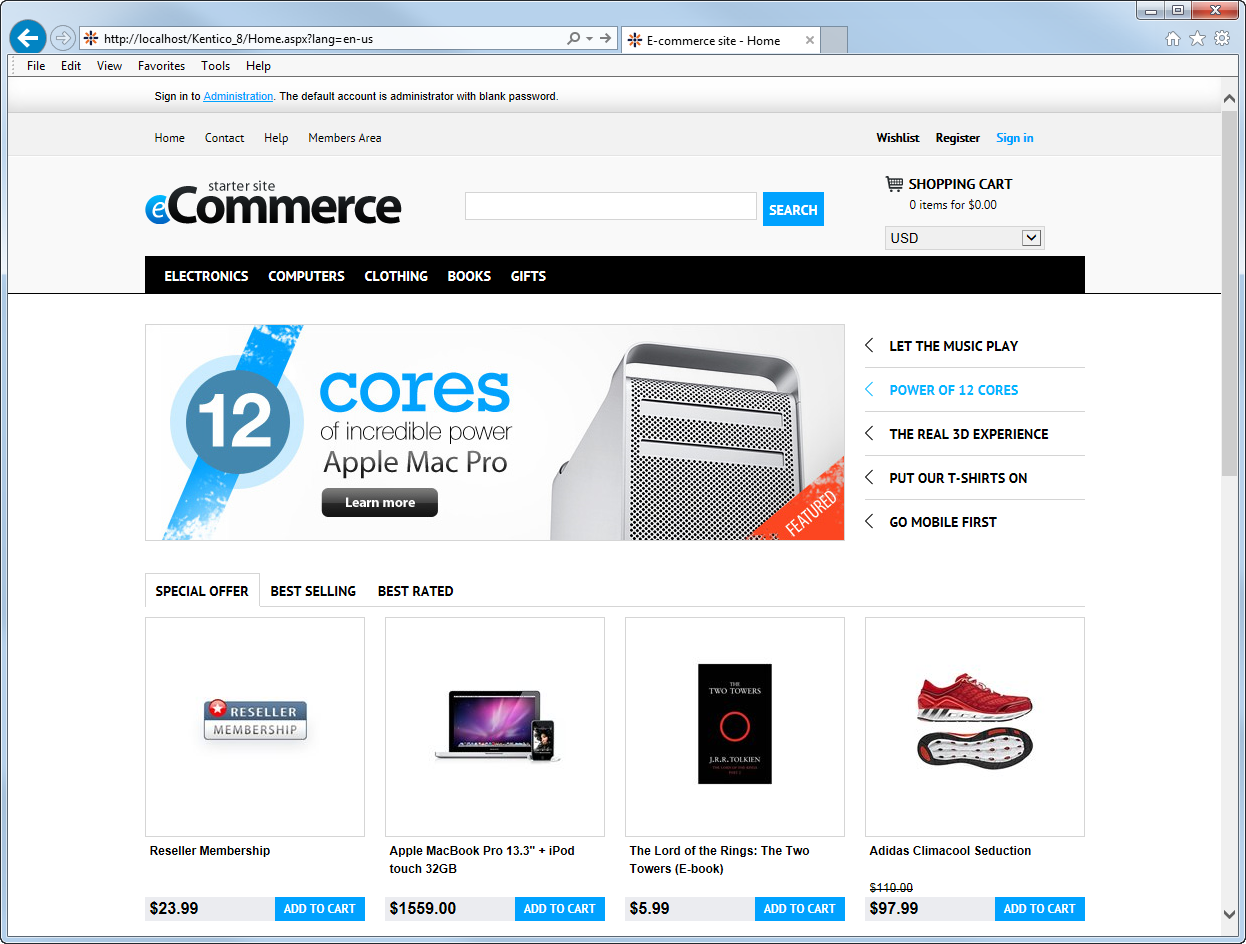 http://localhost/Kentico_8/Home.aspx?lang=en-us
E-commerce site - Home
File Edit View Favorites Tools Help
Sign in to Administration. The default account is administrator with blank password.
Home Contact Help Members Area
Wishlist Register Sign in
starter site
eCommerce
SEARCH
SHOPPING CART
0 items for $0.00
USD
ELECTRONICS COMPUTERS CLOTHING BOOKS GIFTS
12
cores
of incredible power
Apple Mac Pro
Learn more
FEATURED
LET THE MUSIC PLAY
POWER OF 12 CORES
THE REAL 3D EXPERIENCE
PUT OUR T-SHIRTS ON
GO MOBILE FIRST
SPECIAL OFFER BEST SELLING BEST RATED
RESELLER
MEMBERSHIP
THE
TWO TOWERS
J.R.R. TOLKIEN
Reseller Membership
$23.99 ADD TO CART
Apple MacBook Pro 13.3" + iPod
touch 32GB
$1559.00 ADD TO CART
The Lord of the Rings: The Two
Towers (E-book)
$5.99 ADD TO CART
Adidas Climacool Seduction
$110.00
$97.99 ADD TO CART